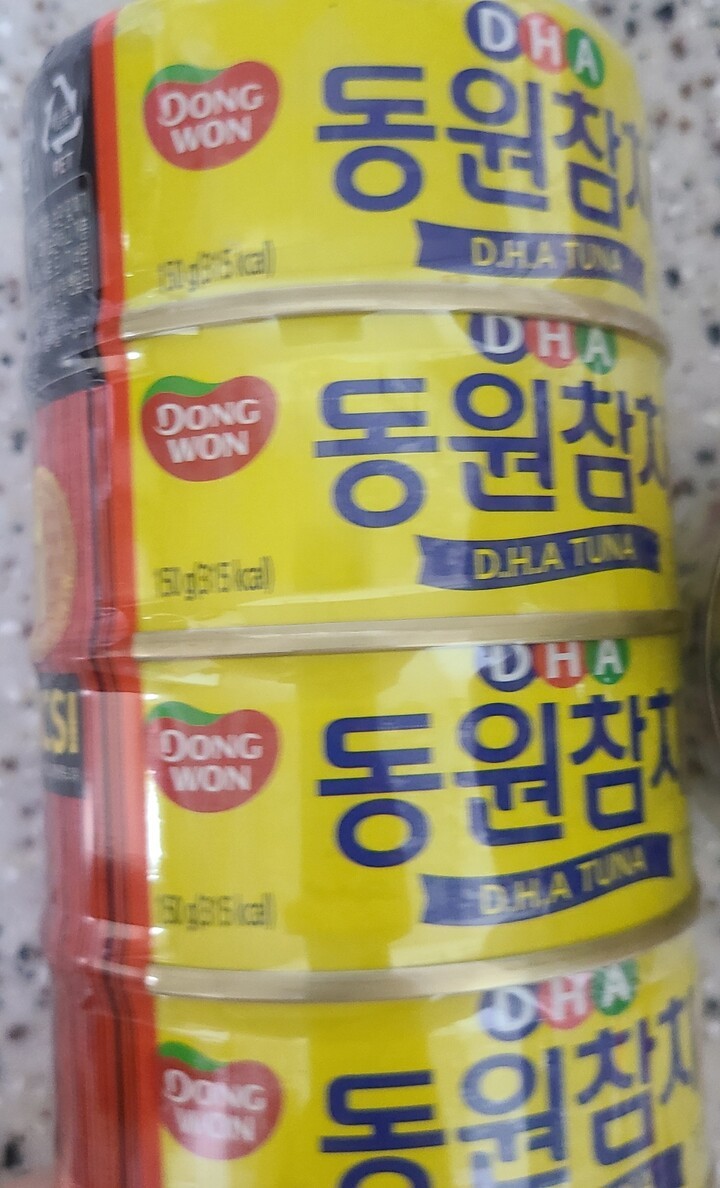 DHA
DONG
WON
동원참치
D.H.A TUNA
150g(315kcal)
PET
DHA
DONG
WON
동원참치
D.H.A TUNA
150g(315kcal)
DHA
DONG
WON
동원참치
D.H.A TUNA
150g(315kcal)
DHA
DONG
WON
동원참치